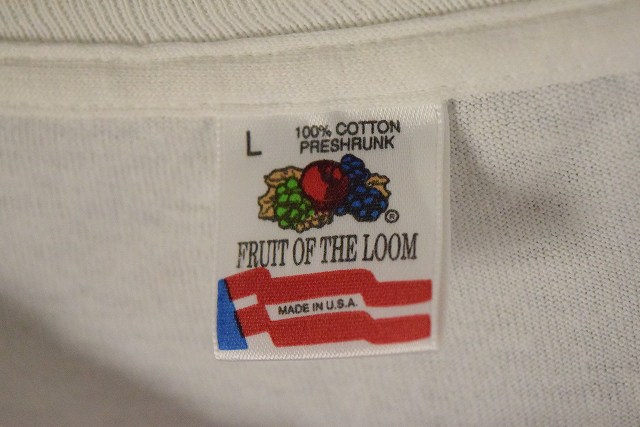 L
100% COTTON
PRESHRUNK
®
FRUIT OF THE LOOM
MADE IN U.S.A.